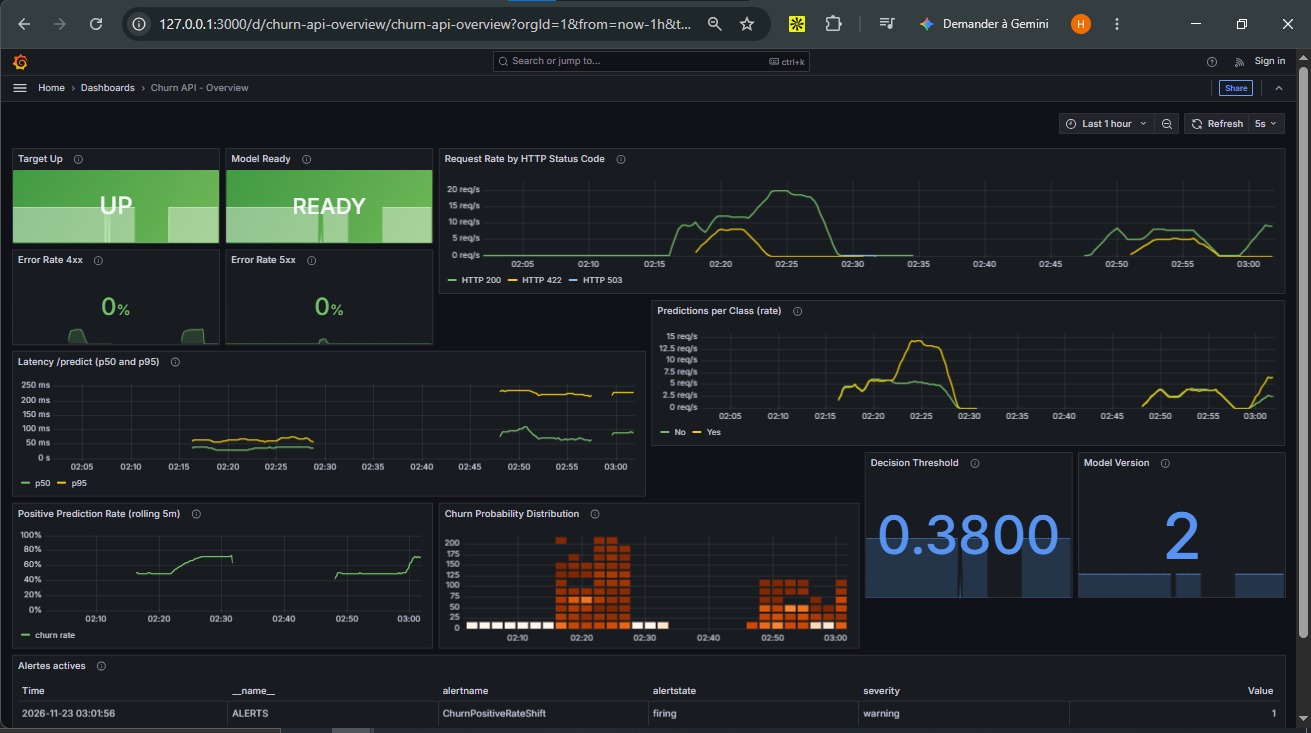 127.0.0.1:3000/d/churn-api-overview/churn-api-overview?orgId=1&from=now-1h&t...
Demander à Gemini
H
Search or jump to...
ctrl+k
Sign in
Home › Dashboards › Churn API - Overview
Share
Last 1 hour
Refresh
5s
Target Up
UP
Model Ready
READY
Error Rate 4xx
0%
Error Rate 5xx
0%
Request Rate by HTTP Status Code
20 req/s
15 req/s
10 req/s
5 req/s
0 req/s
02:05 02:10 02:15 02:20 02:25 02:30 02:35 02:40 02:45 02:50 02:55 03:00
HTTP 200 HTTP 422 HTTP 503
Predictions per Class (rate)
15 req/s
12.5 req/s
10 req/s
7.5 req/s
5 req/s
2.5 req/s
0 req/s
02:05 02:10 02:15 02:20 02:25 02:30 02:35 02:40 02:45 02:50 02:55 03:00
No Yes
Latency /predict (p50 and p95)
250 ms
200 ms
150 ms
100 ms
50 ms
0 s
02:05 02:10 02:15 02:20 02:25 02:30 02:35 02:40 02:45 02:50 02:55 03:00
p50 p95
Decision Threshold
0.3800
Model Version
2
Positive Prediction Rate (rolling 5m)
100%
80%
60%
40%
20%
0%
02:10 02:20 02:30 02:40 02:50 03:00
churn rate
Churn Probability Distribution
200
175
150
125
100
75
50
25
0
02:10 02:20 02:30 02:40 02:50 03:00
Alertes actives
Time __name__ alertname alertstate severity Value
2026-11-23 03:01:56 ALERTS ChurnPositiveRateShift firing warning 1